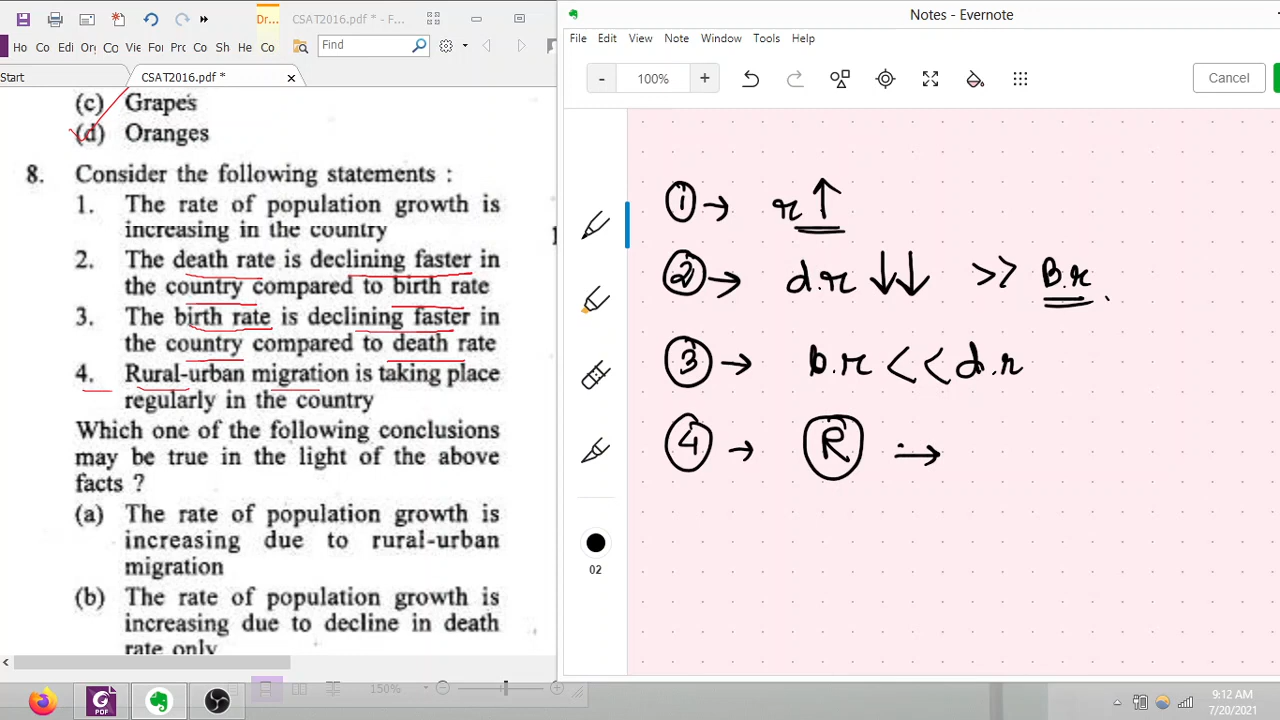 Dr...
CSAT2016.pdf * - F...
Ho Co Edi Or Co Vie Foi Prc Co Sh He Co
Find
Start
CSAT2016.pdf *
(c) Grapes
(d) Oranges
8. Consider the following statements :
1. The rate of population growth is
increasing in the country
2. The death rate is declining faster in
the country compared to birth rate
3. The birth rate is declining faster in
the country compared to death rate
4. Rural-urban migration is taking place
regularly in the country
Which one of the following conclusions
may be true in the light of the above
facts ?
(a) The rate of population growth is
increasing due to rural-urban
migration
(b) The rate of population growth is
increasing due to decline in death
rate only
150%
Notes - Evernote
File Edit View Note Window Tools Help
- 100% +
Cancel
1 → r ↑
2 → d.r ↓↓ >> B.r
3 → b.r << d.r
4 → R →
02
PDF
9:12 AM
7/20/2021